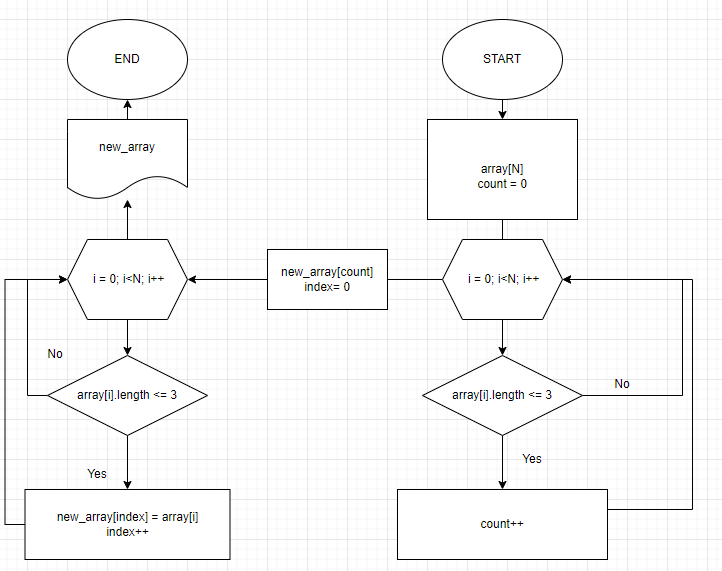 END
START
new_array
array[N]
count = 0
i = 0; i<N; i++
new_array[count]
index= 0
i = 0; i<N; i++
No
array[i].length <= 3
array[i].length <= 3
No
Yes
Yes
new_array[index] = array[i]
index++
count++